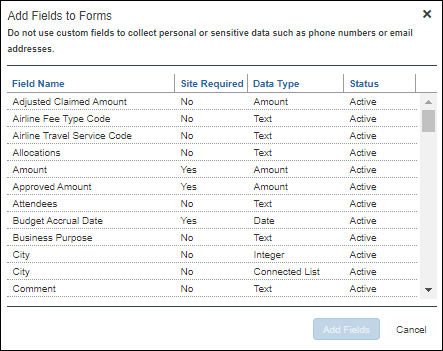 Add Fields to Forms
Do not use custom fields to collect personal or sensitive data such as phone numbers or email
addresses.
Field Name Site Required Data Type Status
Adjusted Claimed Amount No Amount Active
Airline Fee Type Code No Text Active
Airline Travel Service Code No Text Active
Allocations No Text Active
Amount Yes Amount Active
Approved Amount Yes Amount Active
Attendees No Text Active
Budget Accrual Date Yes Date Active
Business Purpose No Text Active
City No Integer Active
City No Connected List Active
Comment No Text Active
Add Fields Cancel